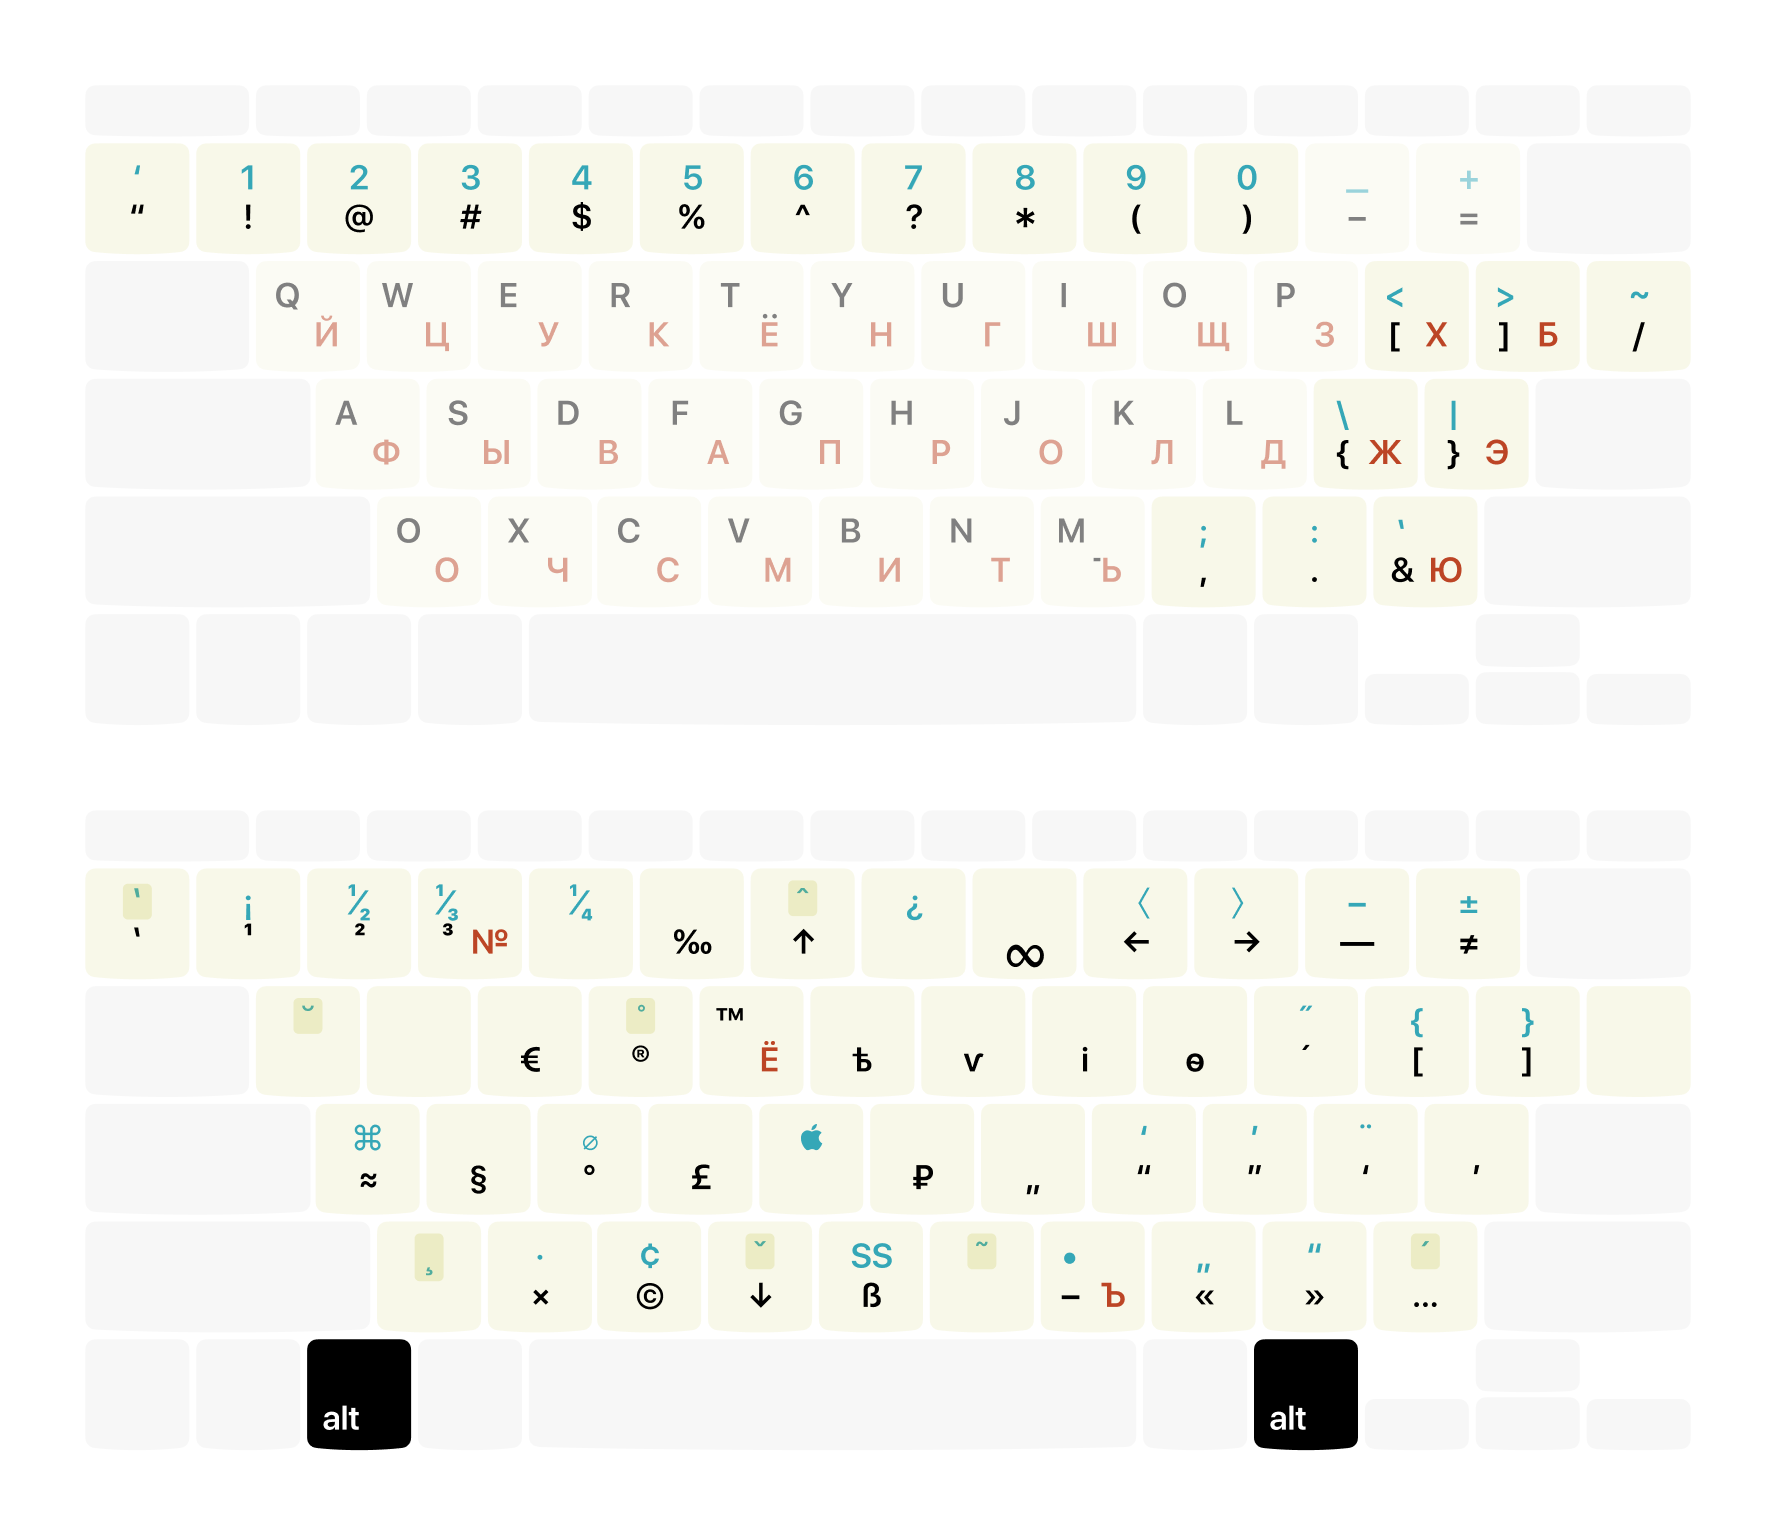 ‘ 1 2 3 4 5 6 7 8 9 0 _ +
“ ! @ # $ % ^ ? * ( ) – =
Q W E R T Y U I O P < > ~
Й Ц У К Ё Н Г Ш Щ З [ Х ] Б /
A S D F G H J K L \ |
Ф Ы В А П Р О Л Д { Ж } Э
O X C V B N M ; : ‛
О Ч С М И Т Ь , . & Ю
‛ ¡ ½ ⅓ ¼ ˆ ¿ 〈 〉 – ±
‛ ¹ ² ³ № ‰ ↑ ∞ ← → — ≠
˘ ˚ ™ ˝ { }
€ ® Ё ѣ ѵ і ѳ ´ [ ]
⌘ ⌀  ‘ ’ ¨
≈ § ° £ ₽ „ “ ” ‘ ’
¸ · ¢ ˇ SS ˜ • „ “ ´
× © ↓ ß – Ъ « » …
alt alt